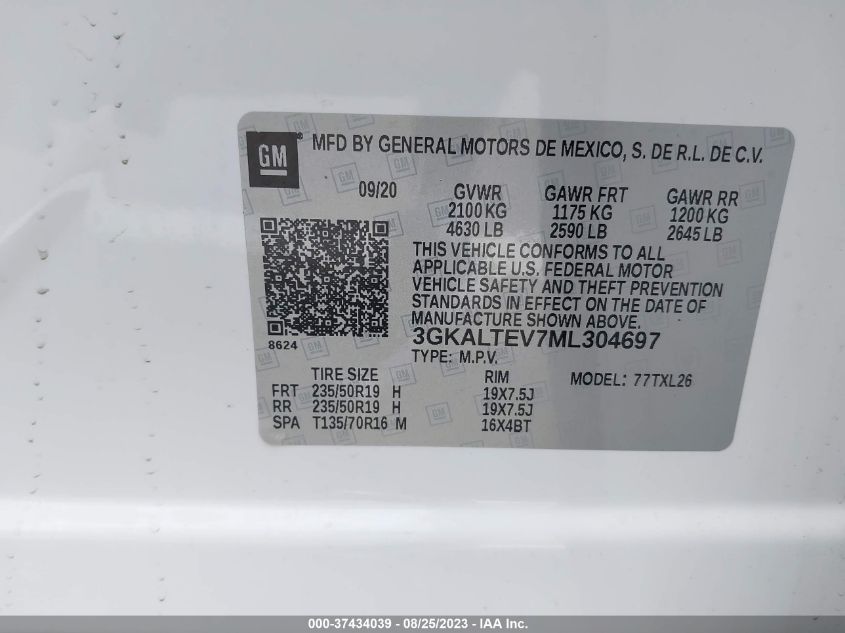 GM® MFD BY GENERAL MOTORS DE MEXICO, S. DE R.L. DE C.V.
09/20 GVWR GAWR FRT GAWR RR
2100 KG 1175 KG 1200 KG
4630 LB 2590 LB 2645 LB
THIS VEHICLE CONFORMS TO ALL
APPLICABLE U.S. FEDERAL MOTOR
VEHICLE SAFETY AND THEFT PREVENTION
STANDARDS IN EFFECT ON THE DATE OF
MANUFACTURE SHOWN ABOVE.
8624 3GKALTEV7ML304697
TYPE: M.P.V.
TIRE SIZE RIM MODEL: 77TXL26
FRT 235/50R19 H 19X7.5J
RR 235/50R19 H 19X7.5J
SPA T135/70R16 M 16X4BT
000-37434039 - 08/25/2023 - IAA Inc.